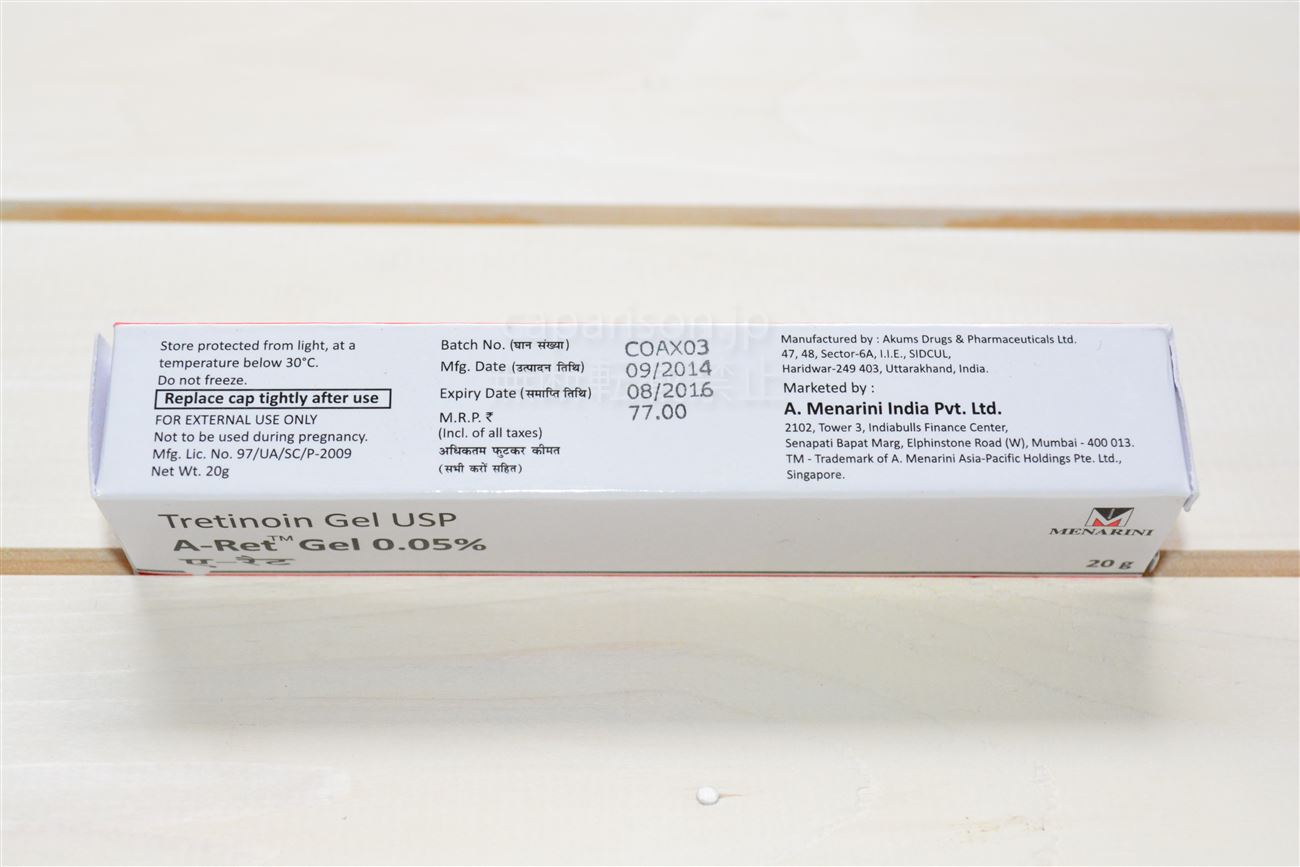 caparison.jp
Store protected from light, at a
temperature below 30°C.
Do not freeze.
Replace cap tightly after use
FOR EXTERNAL USE ONLY
Not to be used during pregnancy.
Mfg. Lic. No. 97/UA/SC/P-2009
Net Wt. 20g
Batch No. (घान संख्या) COAX03
Mfg. Date (उत्पादन तिथि) 09/2014
Expiry Date (समाप्ति तिथि) 08/2016
M.R.P. ₹ 77.00
(Incl. of all taxes)
अधिकतम फुटकर कीमत
(सभी करों सहित)
Manufactured by : Akums Drugs & Pharmaceuticals Ltd.
47, 48, Sector-6A, I.I.E., SIDCUL,
Haridwar-249 403, Uttarakhand, India.
Marketed by :
A. Menarini India Pvt. Ltd.
2102, Tower 3, Indiabulls Finance Center,
Senapati Bapat Marg, Elphinstone Road (W), Mumbai - 400 013.
TM - Trademark of A. Menarini Asia-Pacific Holdings Pte. Ltd.,
Singapore.
Tretinoin Gel USP
A-Ret™ Gel 0.05%
ए-रैट
MENARINI
20 g